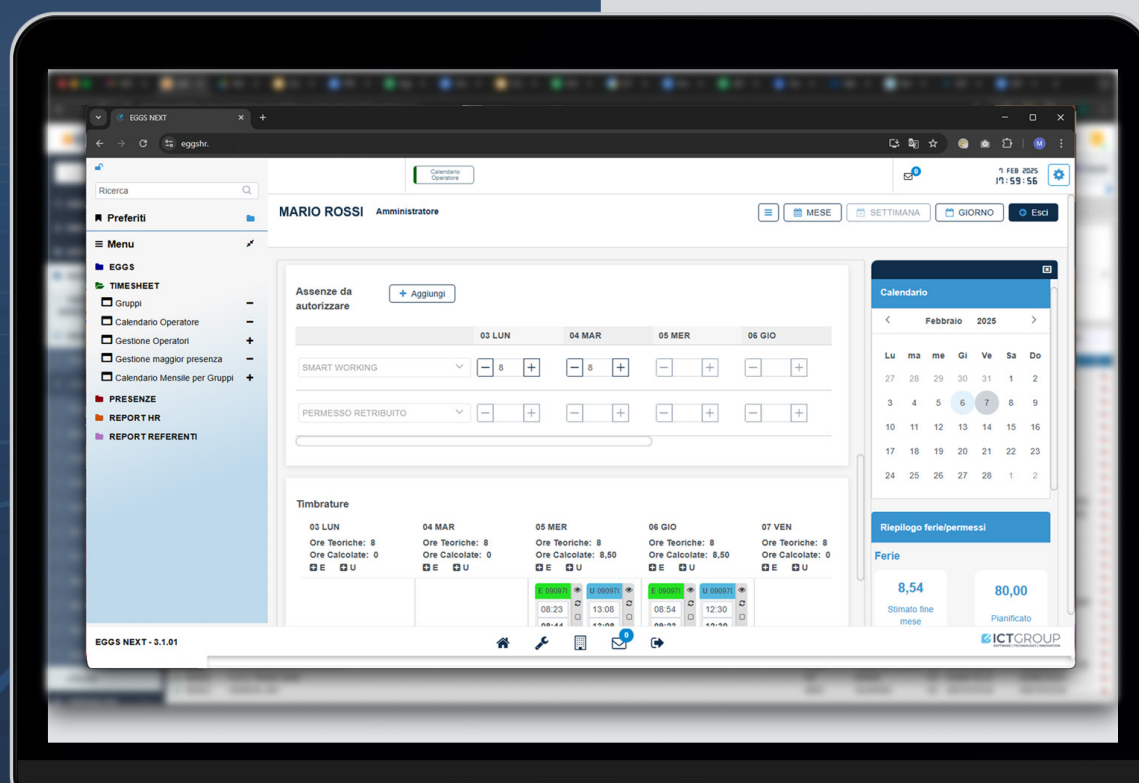 EGGS NEXT
eggshr.
M
Ricerca
Preferiti
Menu
EGGS
TIMESHEET
Gruppi
Calendario Operatore
Gestione Operatori
Gestione maggior presenza
Calendario Mensile per Gruppi
PRESENZE
REPORT HR
REPORT REFERENTI
Calendario
Operatore
0
7 FEB 2025
17:59:56
MARIO ROSSI Amministratore
MESE SETTIMANA GIORNO Esci
Assenze da
autorizzare
+ Aggiungi
03 LUN 04 MAR 05 MER 06 GIO
SMART WORKING − 8 + − 8 + − + − +
PERMESSO RETRIBUITO − + − + − + − +
Timbrature
03 LUN 04 MAR 05 MER 06 GIO 07 VEN
Ore Teoriche: 8 Ore Teoriche: 8 Ore Teoriche: 8 Ore Teoriche: 8 Ore Teoriche: 8
Ore Calcolate: 0 Ore Calcolate: 0 Ore Calcolate: 8,50 Ore Calcolate: 8,50 Ore Calcolate: 0
E U E U E U E U E U
E 09097 U 09097 E 09097 U 09097
08:23 13:08 08:54 12:30
Calendario
< Febbraio 2025 >
Lu ma me Gi Ve Sa Do
27 28 29 30 31 1 2
3 4 5 6 7 8 9
10 11 12 13 14 15 16
17 18 19 20 21 22 23
24 25 26 27 28 1 2
Riepilogo ferie/permessi
Ferie
8,54 80,00
Stimato fine
mese
Pianificato
EGGS NEXT - 3.1.01
0
ICTGROUP